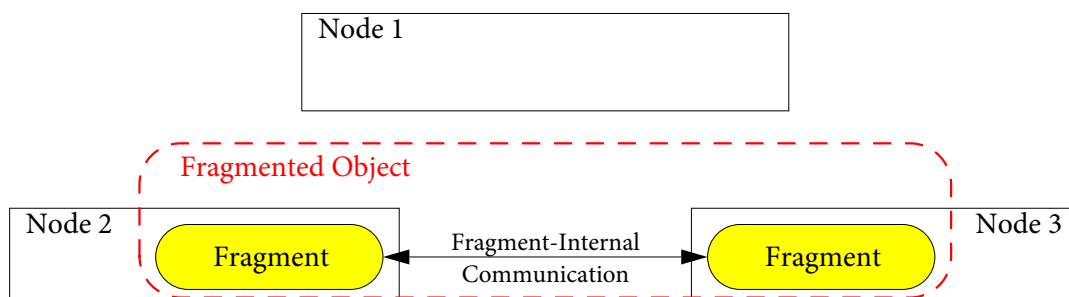 Node 1
Fragmented Object
Node 2
Node 3
Fragment
Fragment-Internal
Communication
Fragment